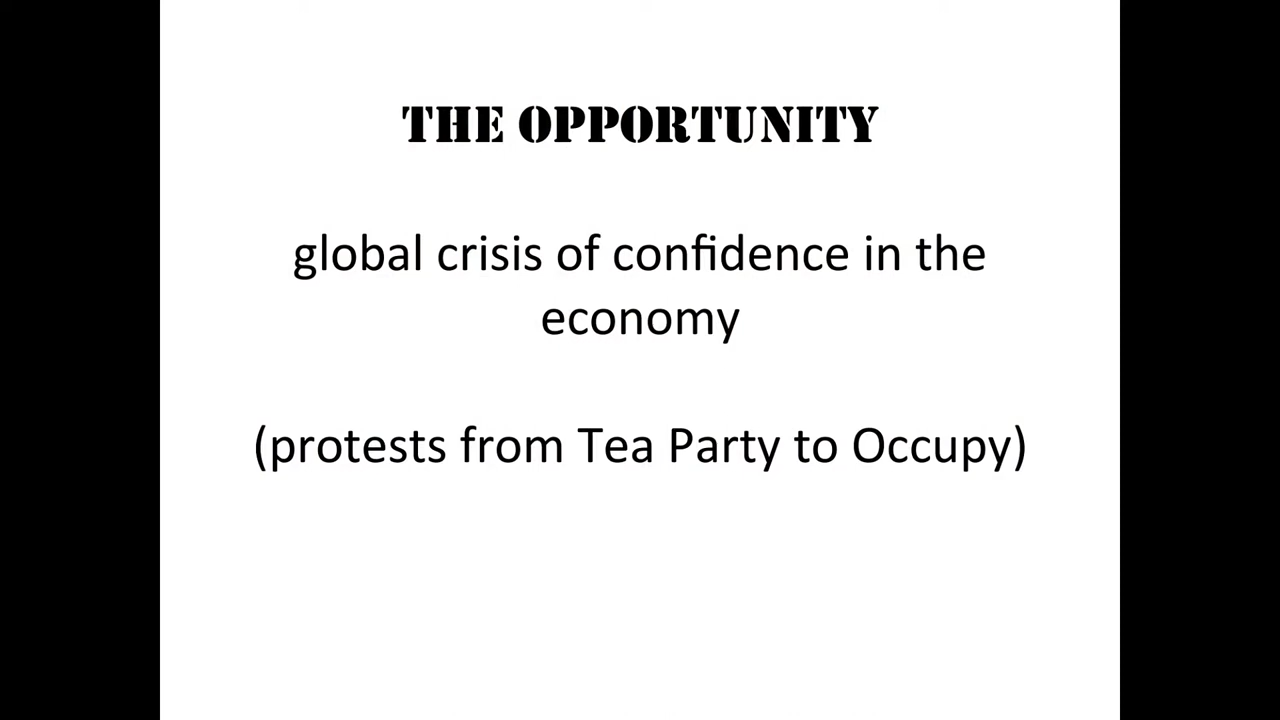 THE OPPORTUNITY
global crisis of confidence in the
economy
(protests from Tea Party to Occupy)